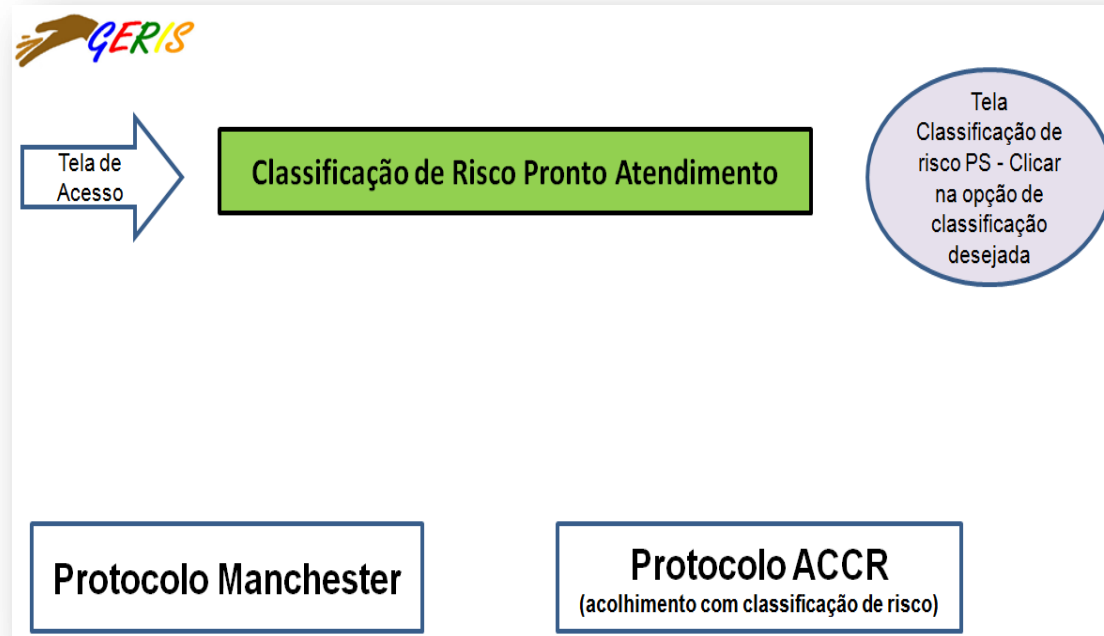 GERIS
Tela de
Acesso
Classificação de Risco Pronto Atendimento
Tela
Classificação de
risco PS - Clicar
na opção de
classificação
desejada
Protocolo Manchester
Protocolo ACCR
(acolhimento com classificação de risco)